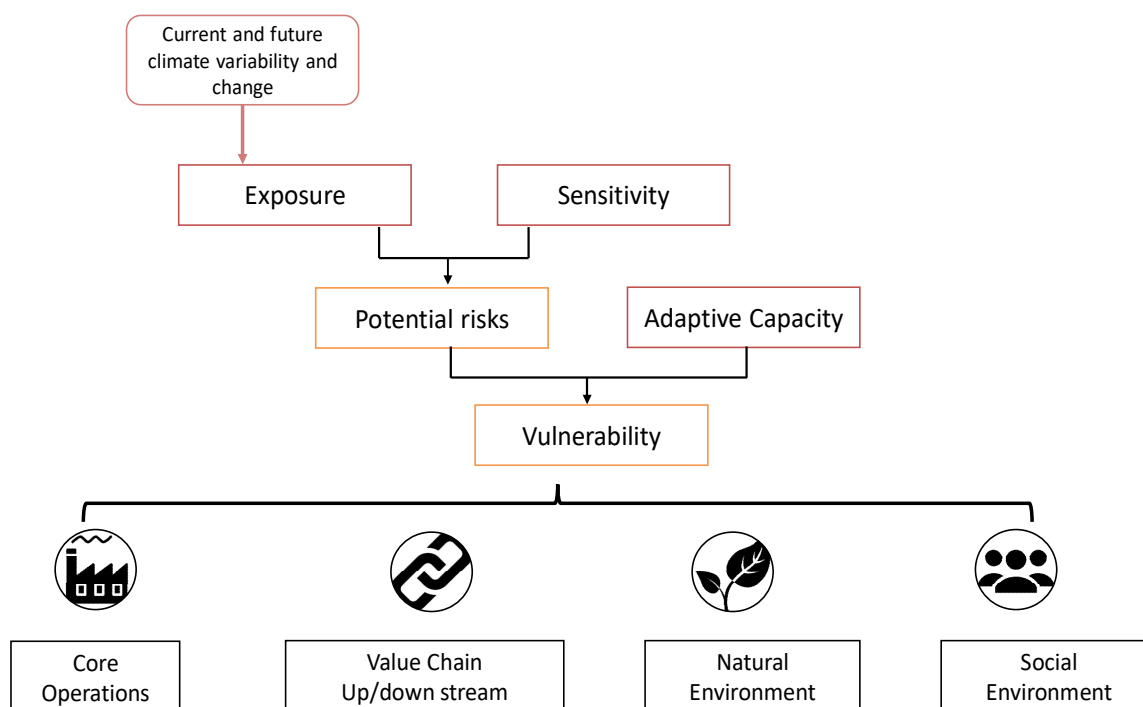 Current and future
climate variability and
change
Exposure
Sensitivity
Potential risks
Adaptive Capacity
Vulnerability
Core
Operations
Value Chain
Up/down stream
Natural
Environment
Social
Environment